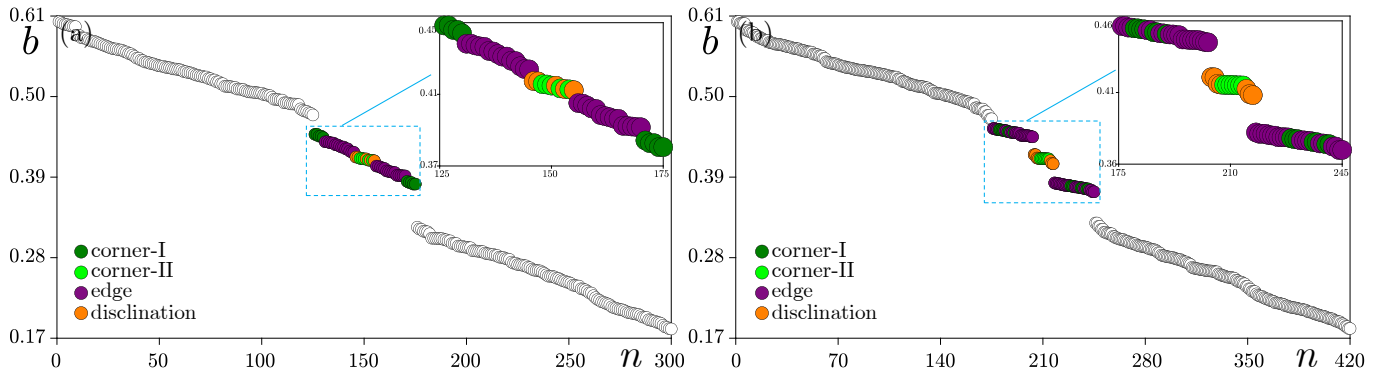 0.61
b
(a)
0.50
0.39
0.28
0.17
0
50
100
150
200
250
n
300
0.45
0.41
0.37
125
150
175
corner-I
corner-II
edge
disclination
0.61
b
(b)
0.50
0.39
0.28
0.17
0
70
140
210
280
350
n
420
0.46
0.41
0.36
175
210
245
corner-I
corner-II
edge
disclination